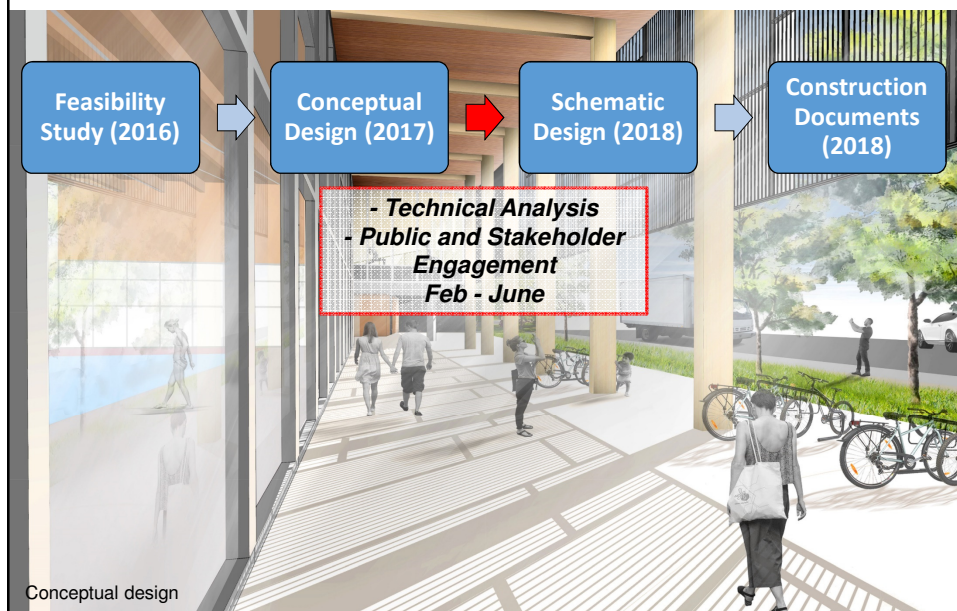 Feasibility
Study (2016)
Conceptual
Design (2017)
Schematic
Design (2018)
Construction
Documents
(2018)
- Technical Analysis
- Public and Stakeholder
Engagement
Feb - June
Conceptual design